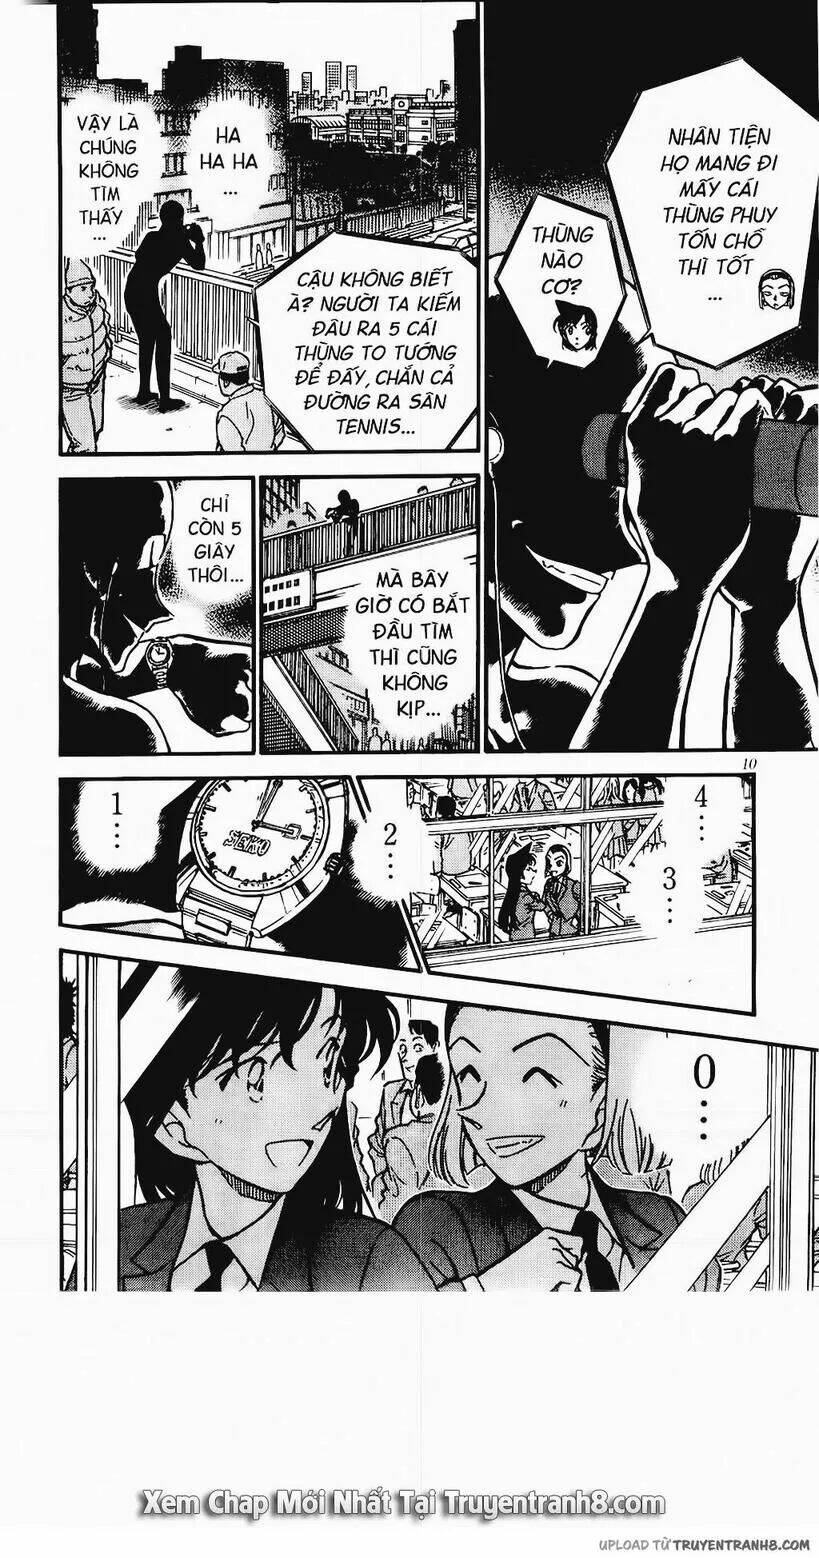 NHÂN TIỆN
HỌ MANG ĐI
MẤY CÁI
THÙNG PHUY
TỐN CHỖ
THÌ TỐT
...
THÙNG
NÀO
CƠ?
HA
HA HA
...
VẬY LÀ
CHÚNG
KHÔNG
TÌM
THẤY
...
CẬU KHÔNG BIẾT
À? NGƯỜI TA KIẾM
ĐÂU RA 5 CÁI
THÙNG TO TƯỚNG
ĐỂ ĐẤY, CHẮN CẢ
ĐƯỜNG RA SÂN
TENNIS...
MÀ BÂY
GIỜ CÓ BẮT
ĐẦU TÌM
THÌ CŨNG
KHÔNG
KỊP...
CHỈ
CÒN 5
GIÂY
THÔI...
10
4
...
3
...
2
...
1
...
SEIKO
0
...
Xem Chap Mới Nhất Tại Truyentranh8.com
UPLOAD TỪ TRUYENTRANH8.COM